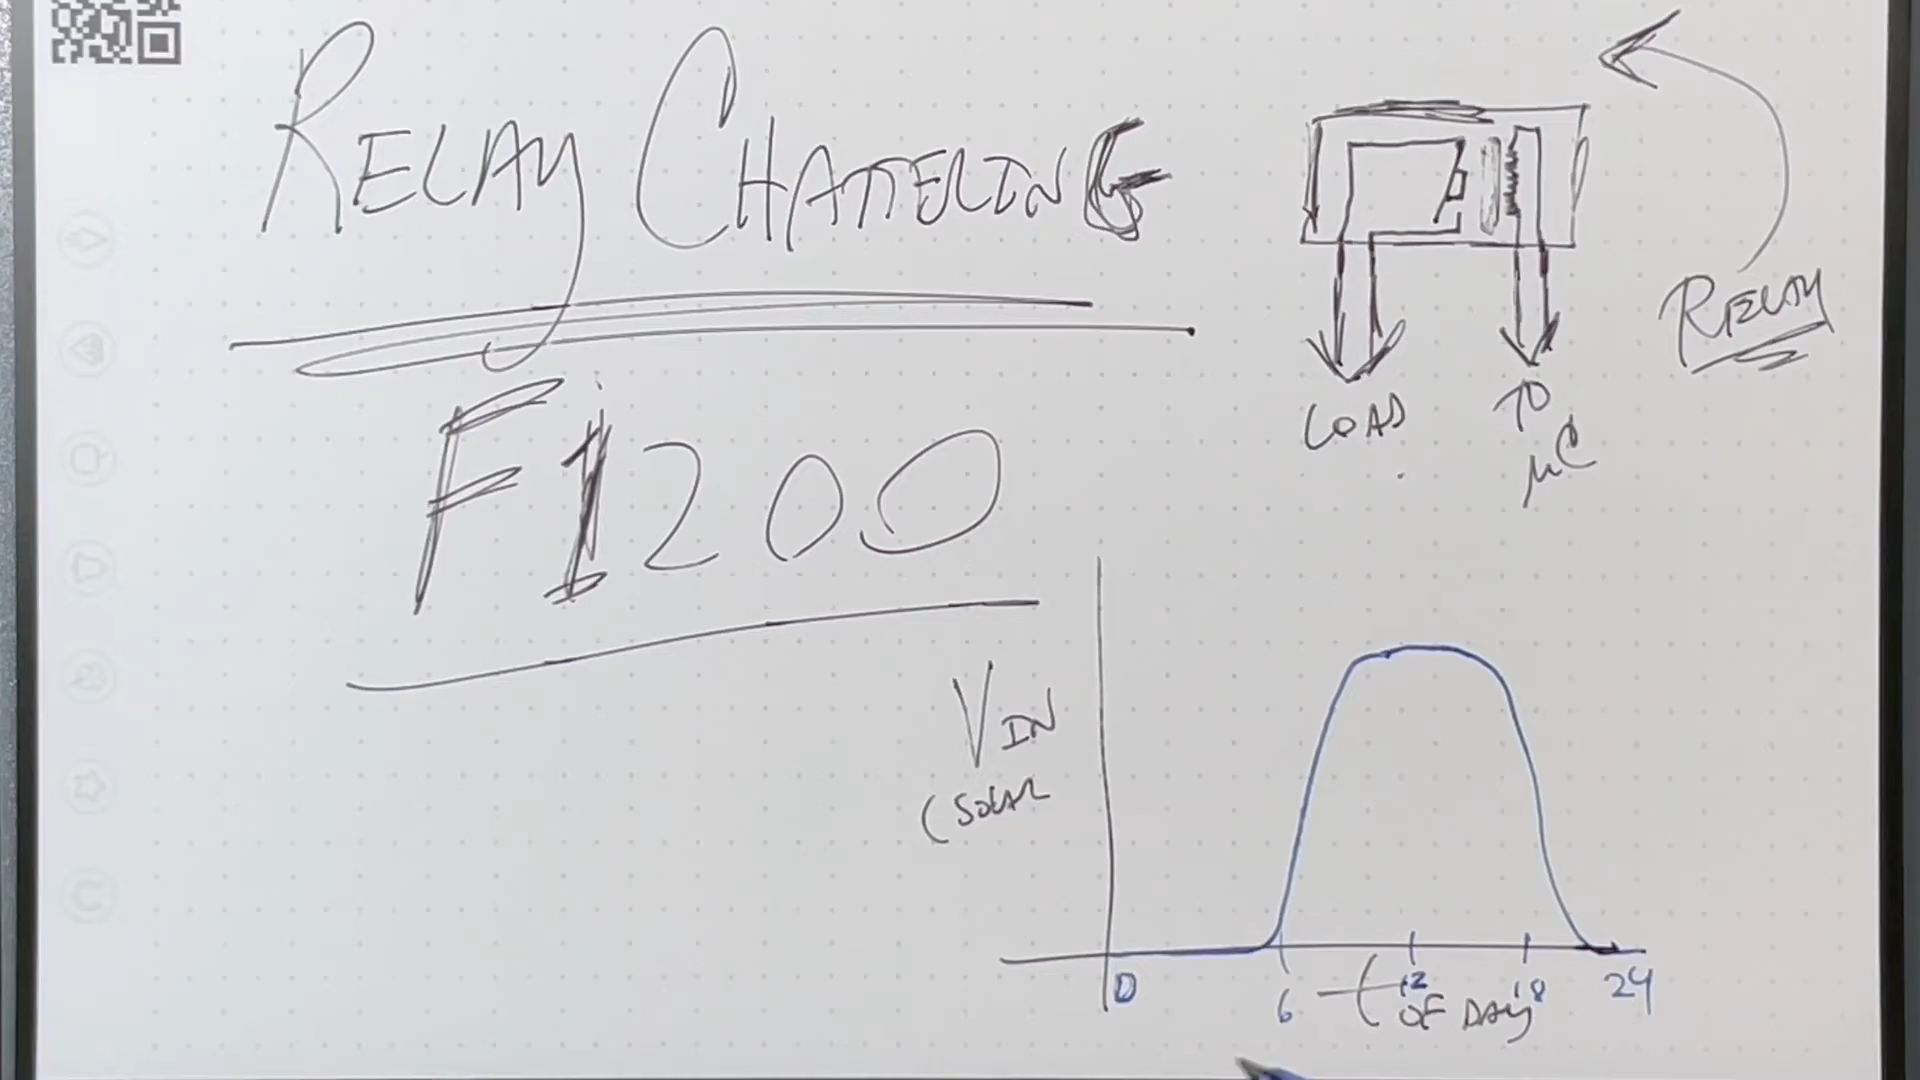 RELAY CHATTERING
F1200
RELAY
LOAD
TO
μC
VIN
(SOLAR
0 6 12 18 24
t OF DAY